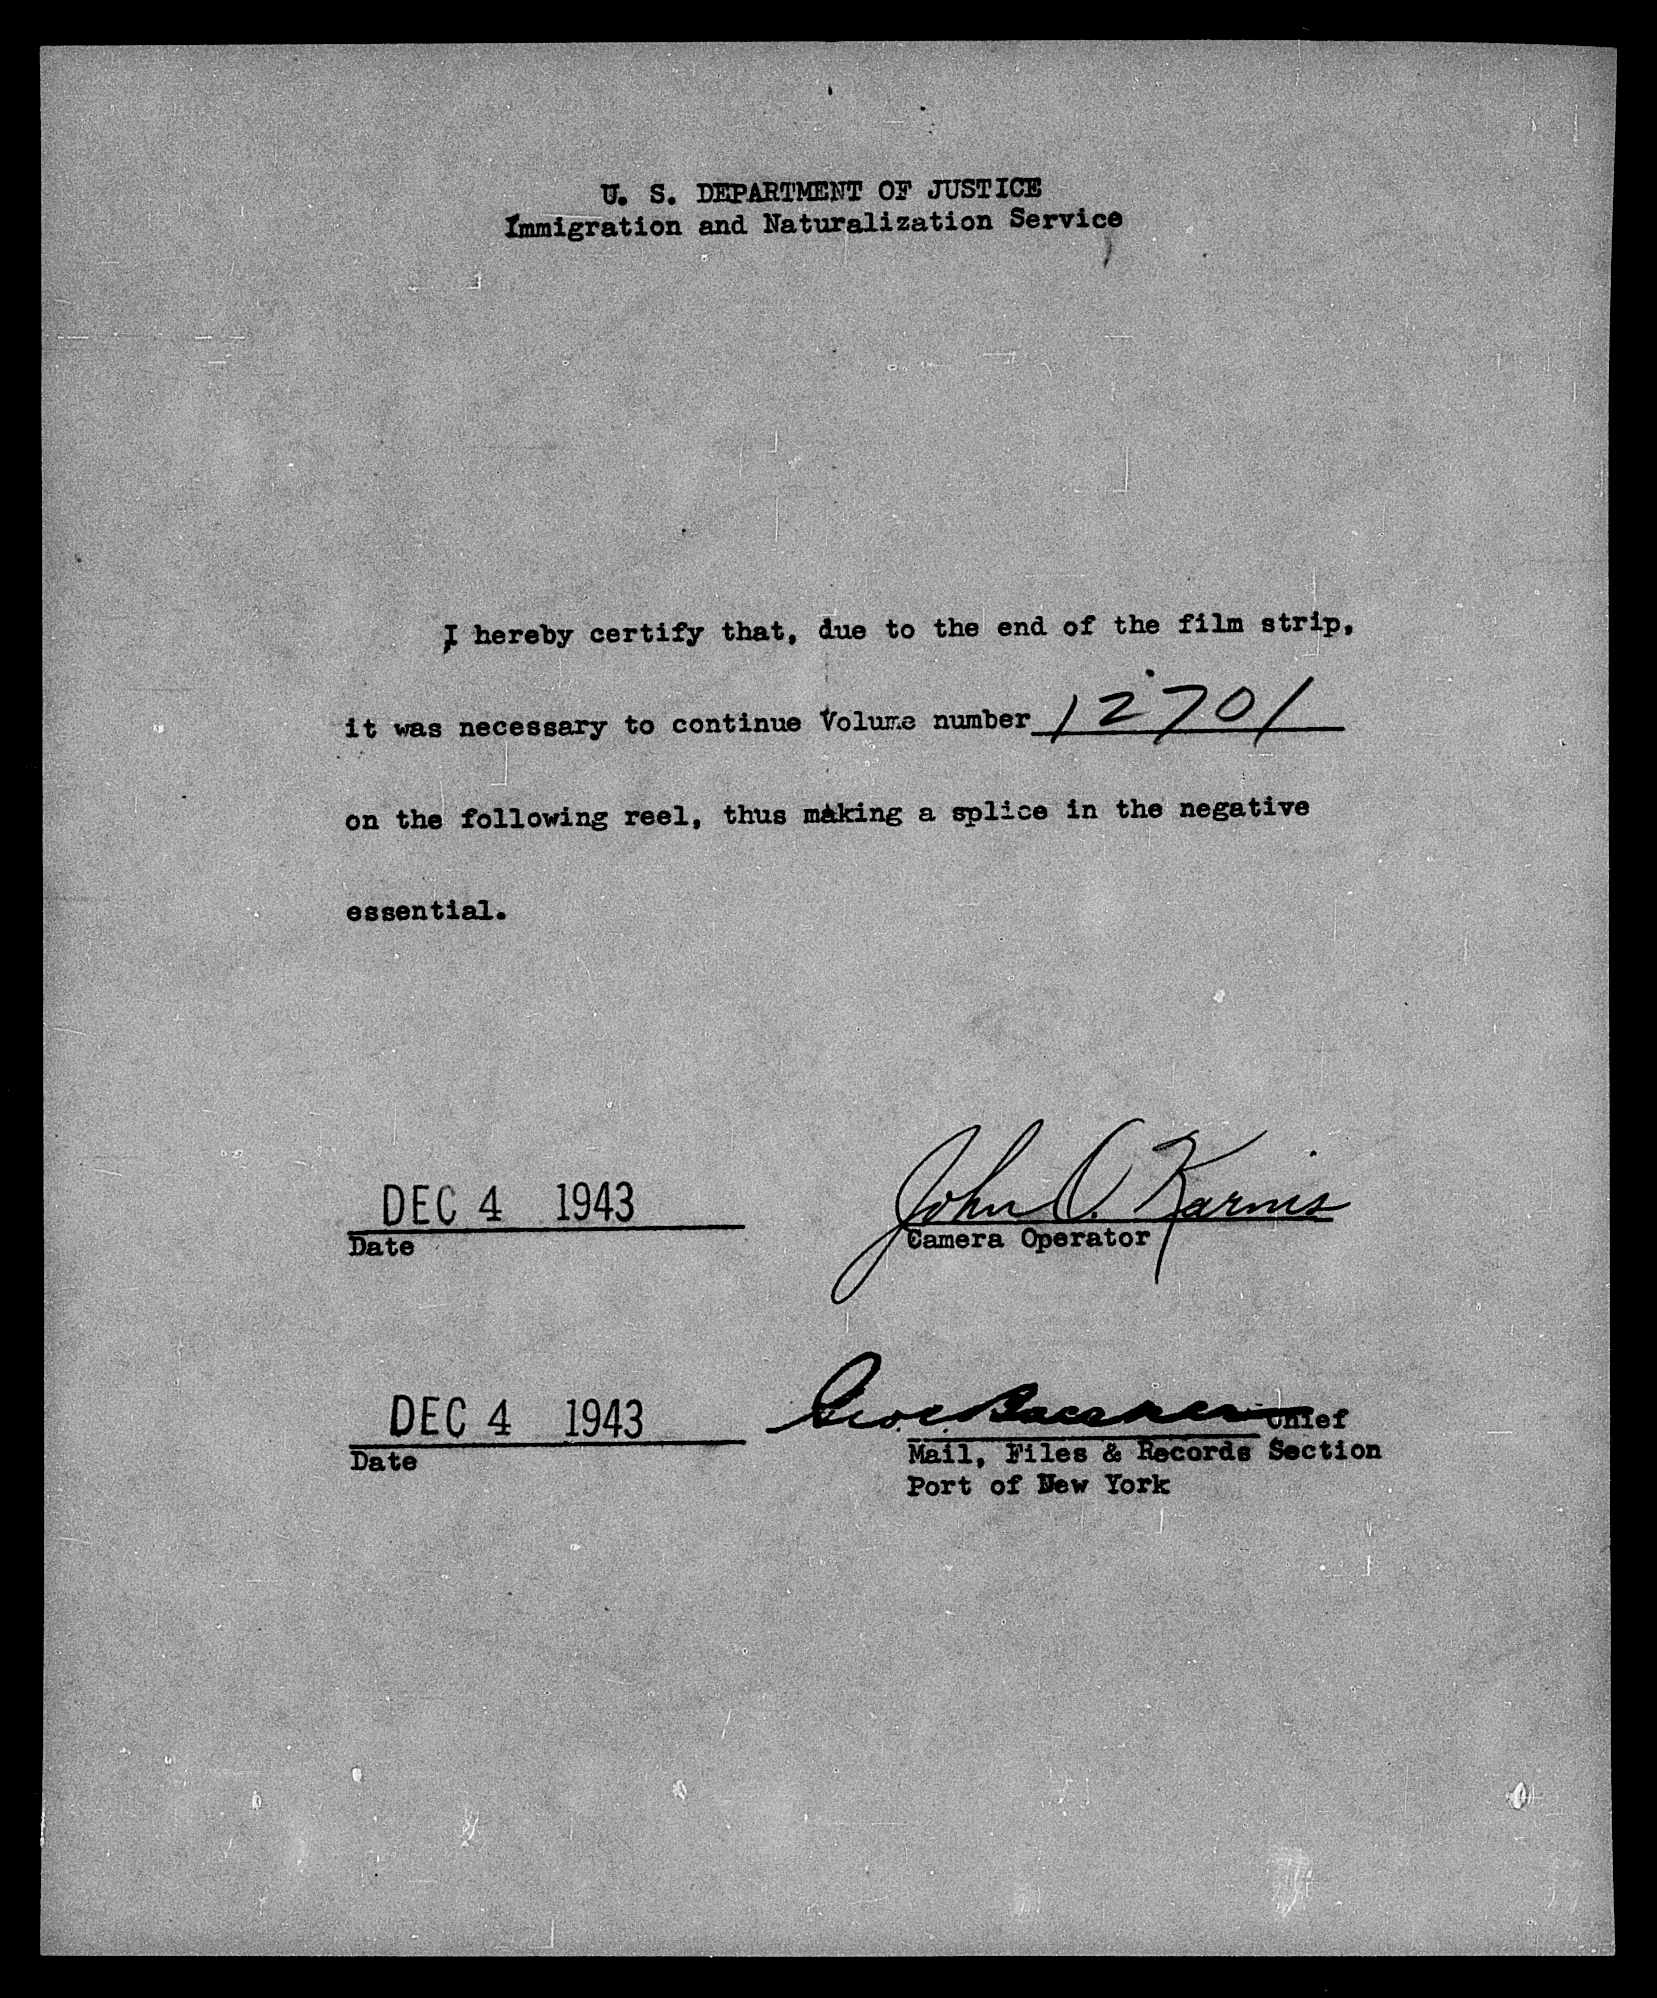 U. S. DEPARTMENT OF JUSTICE
Immigration and Naturalization Service
I hereby certify that, due to the end of the film strip,
it was necessary to continue Volume number 12701
on the following reel, thus making a splice in the negative
essential.
DEC 4 1943
Date
John O. Karnis
Camera Operator
DEC 4 1943
Date
Geo. Chief
Mail, Files & Records Section
Port of New York